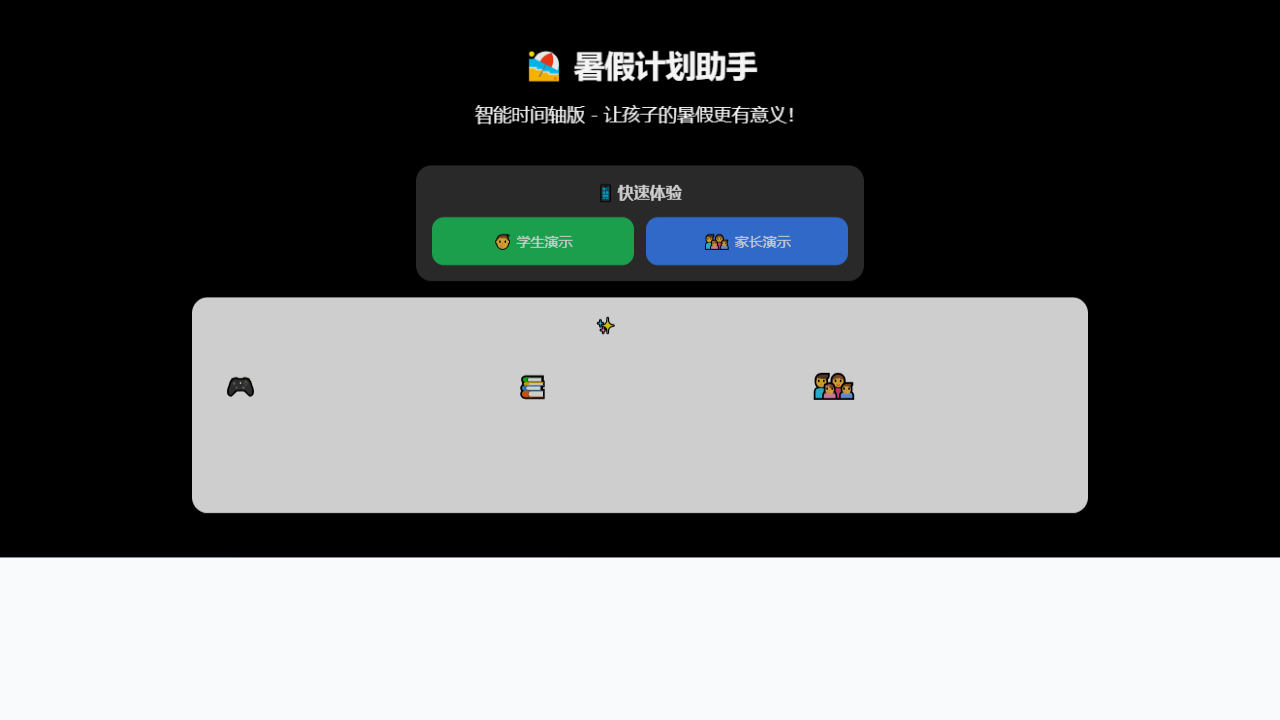 暑假计划助手
智能时间轴版 - 让孩子的暑假更有意义！
快速体验
学生演示
家长演示